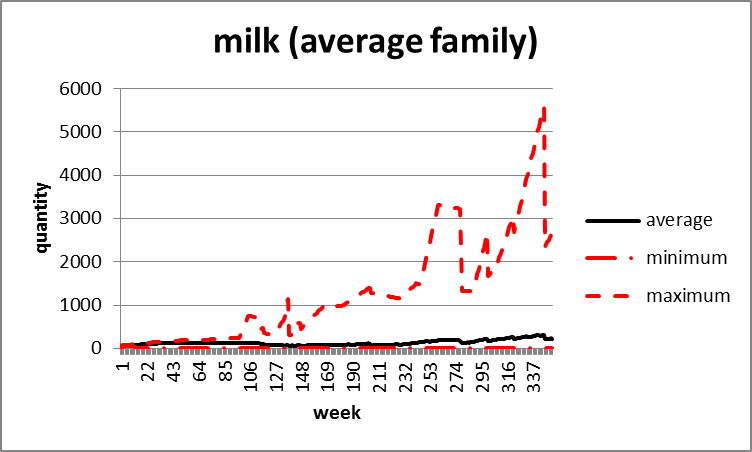 milk (average family)
6000
5000
4000
3000
2000
1000
0
quantity
1 22 43 64 85 106 127 148 169 190 211 232 253 274 295 316 337
week
average
minimum
maximum